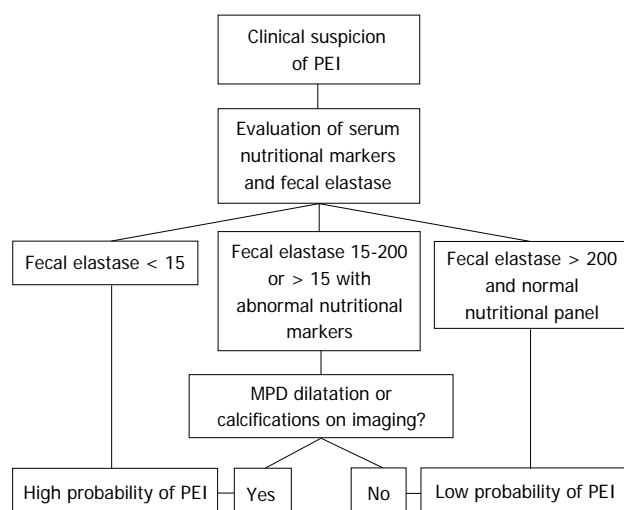 Clinical suspicion
of PEI
Evaluation of serum
nutritional markers
and fecal elastase
Fecal elastase < 15
Fecal elastase 15-200
or > 15 with
abnormal nutritional
markers
Fecal elastase > 200
and normal
nutritional panel
MPD dilatation or
calcifications on imaging?
High probability of PEI
Yes
No
Low probability of PEI